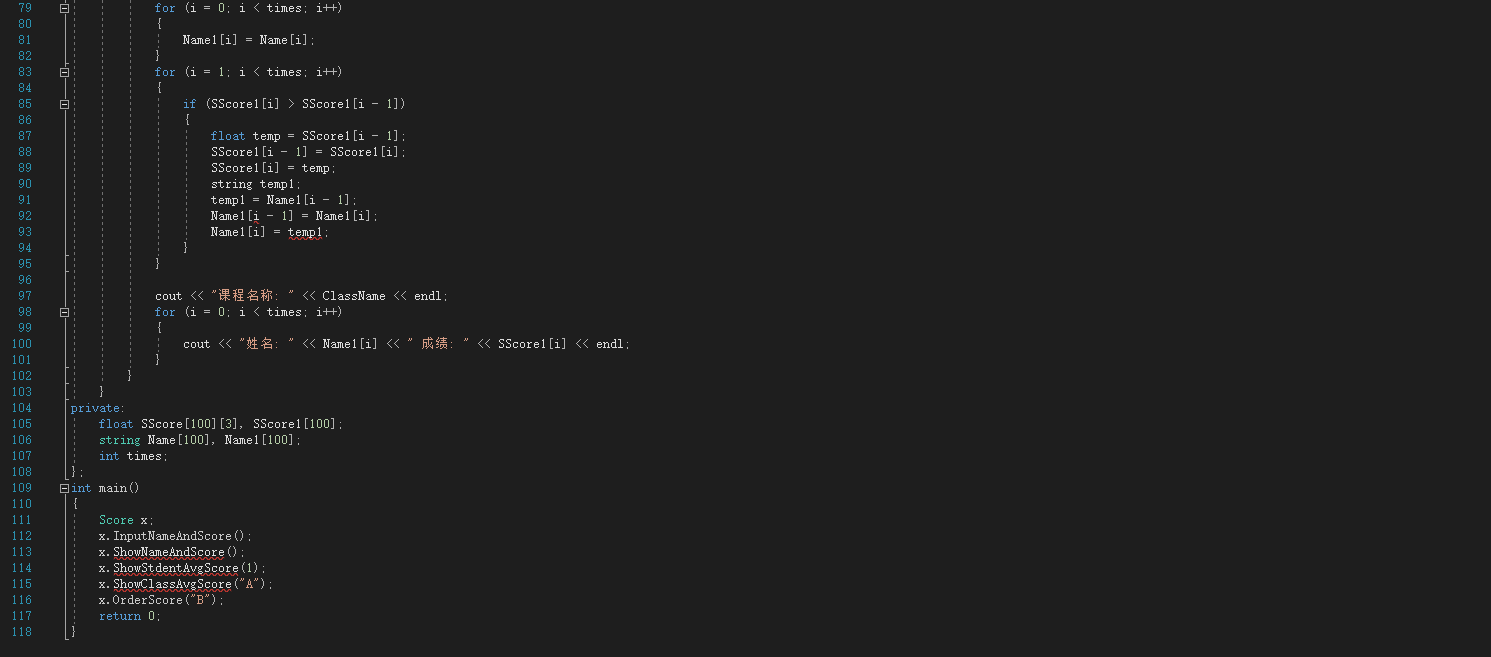 79 for (i = 0; i < times; i++)
80 {
81 Name1[i] = Name[i];
82 }
83 for (i = 1; i < times; i++)
84 {
85 if (SScore1[i] > SScore1[i - 1])
86 {
87 float temp = SScore1[i - 1];
88 SScore1[i - 1] = SScore1[i];
89 SScore1[i] = temp;
90 string temp1;
91 temp1 = Name1[i - 1];
92 Name1[i - 1] = Name1[i];
93 Name1[i] = temp1;
94 }
95 }
96
97 cout << "课程名称: " << ClassName << endl;
98 for (i = 0; i < times; i++)
99 {
100 cout << "姓名: " << Name1[i] << " 成绩: " << SScore1[i] << endl;
101 }
102 }
103 }
104 private:
105 float SScore[100][3], SScore1[100];
106 string Name[100], Name1[100];
107 int times;
108 };
109 int main()
110 {
111 Score x;
112 x.InputNameAndScore();
113 x.ShowNameAndScore();
114 x.ShowStdentAvgScore(1);
115 x.ShowClassAvgScore("A");
116 x.OrderScore("B");
117 return 0;
118 }